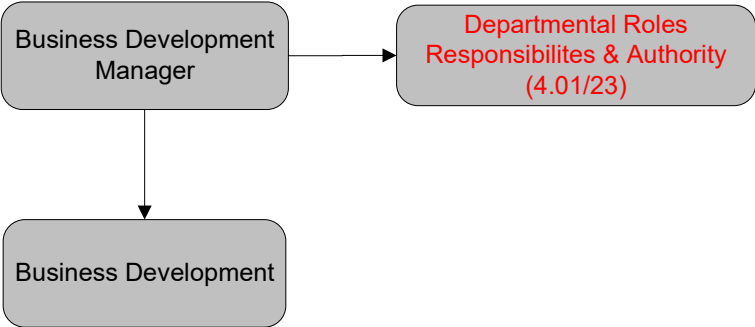 Business Development
Manager
Departmental Roles
Responsibilites & Authority
(4.01/23)
Business Development